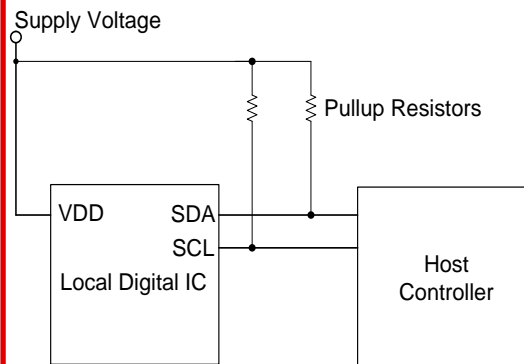 Supply Voltage
Pullup Resistors
VDD
SDA
SCL
Local Digital IC
Host
Controller